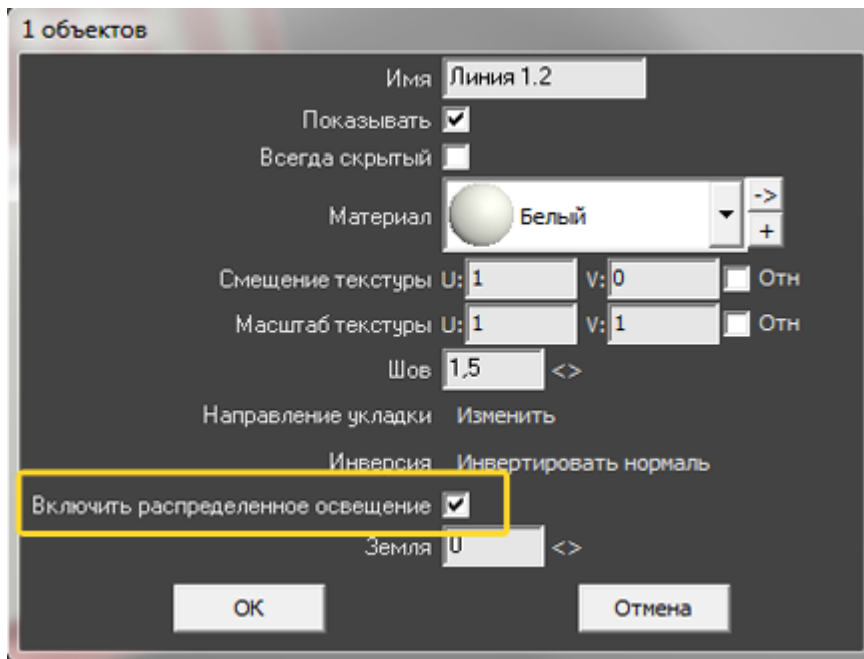 1 объектов
Имя Линия 1.2
Показывать
Всегда скрытый
Материал Белый ->
+
Смещение текстуры U: 1 V: 0 Отн
Масштаб текстуры U: 1 V: 1 Отн
Шов 1,5 <>
Направление укладки Изменить
Инверсия Инвертировать нормаль
Включить распределенное освещение
Земля 0 <>
OK Отмена